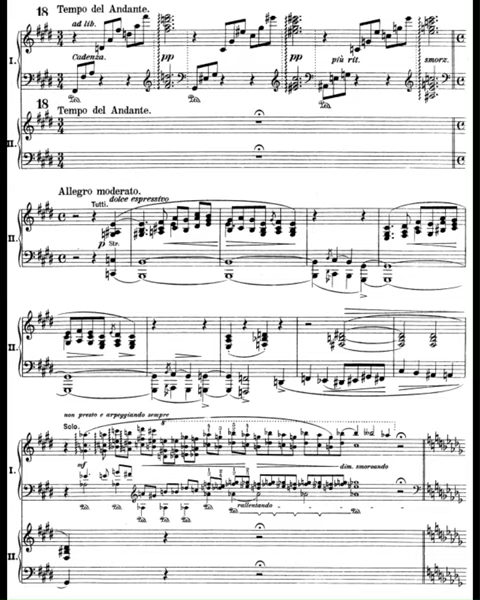 18 Tempo del Andante.
ad lib.
I.
Cadenza.
pp
pp
più rit.
smorz.
18 Tempo del Andante.
II.
Allegro moderato.
Tutti.
dolce espressivo
II.
p Str.
II.
non presto e arpeggiando sempre
Solo.
8
I.
mf
dim. smorzando
rallentando
II.